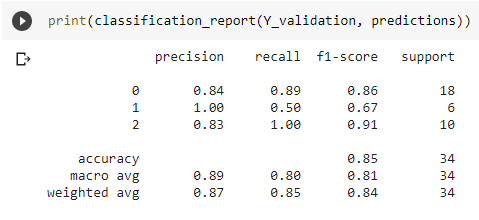 print(classification_report(Y_validation, predictions))
precision recall f1-score support
0 0.84 0.89 0.86 18
1 1.00 0.50 0.67 6
2 0.83 1.00 0.91 10
accuracy 0.85 34
macro avg 0.89 0.80 0.81 34
weighted avg 0.87 0.85 0.84 34